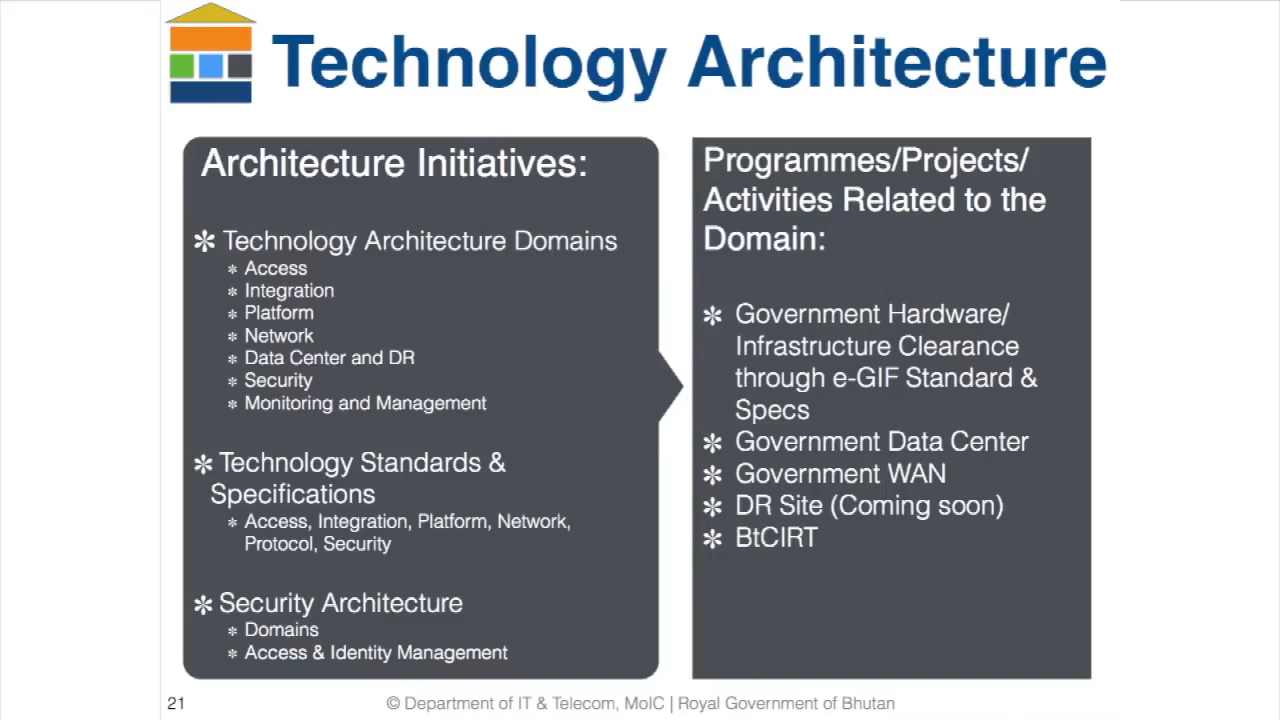 Technology Architecture
Architecture Initiatives:
✻ Technology Architecture Domains
✻ Access
✻ Integration
✻ Platform
✻ Network
✻ Data Center and DR
✻ Security
✻ Monitoring and Management
✻ Technology Standards &
Specifications
✻ Access, Integration, Platform, Network,
Protocol, Security
✻ Security Architecture
✻ Domains
✻ Access & Identity Management
Programmes/Projects/
Activities Related to the
Domain:
✻ Government Hardware/
Infrastructure Clearance
through e-GIF Standard &
Specs
✻ Government Data Center
✻ Government WAN
✻ DR Site (Coming soon)
✻ BtCIRT
21
© Department of IT & Telecom, MoIC | Royal Government of Bhutan